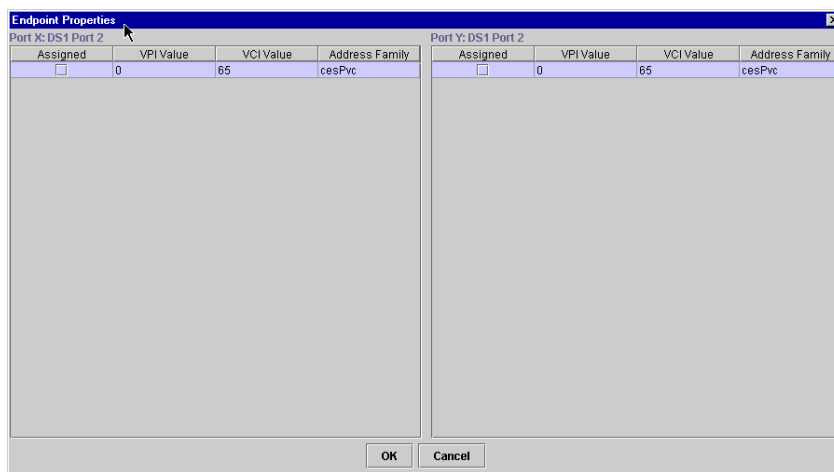 Endpoint Properties
Port X: DS1 Port 2
Assigned VPI Value VCI Value Address Family
0 65 cesPvc
Port Y: DS1 Port 2
Assigned VPI Value VCI Value Address Family
0 65 cesPvc
OK Cancel